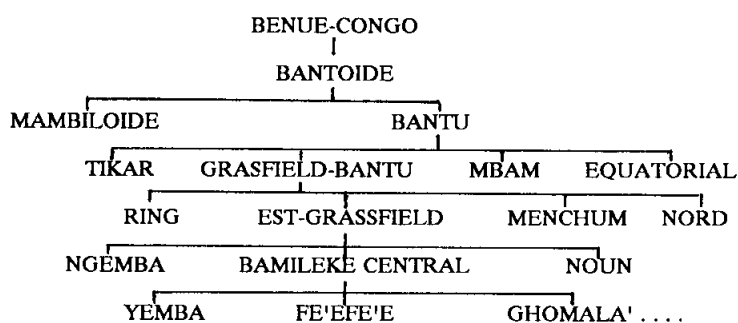 BENUE-CONGO
BANTOIDE
MAMBILOIDE BANTU
TIKAR GRASFIELD-BANTU MBAM EQUATORIAL
RING EST-GRASSFIELD MENCHUM NORD
NGEMBA BAMILEKE CENTRAL NOUN
YEMBA FE'EFE'E GHOMALA' ....